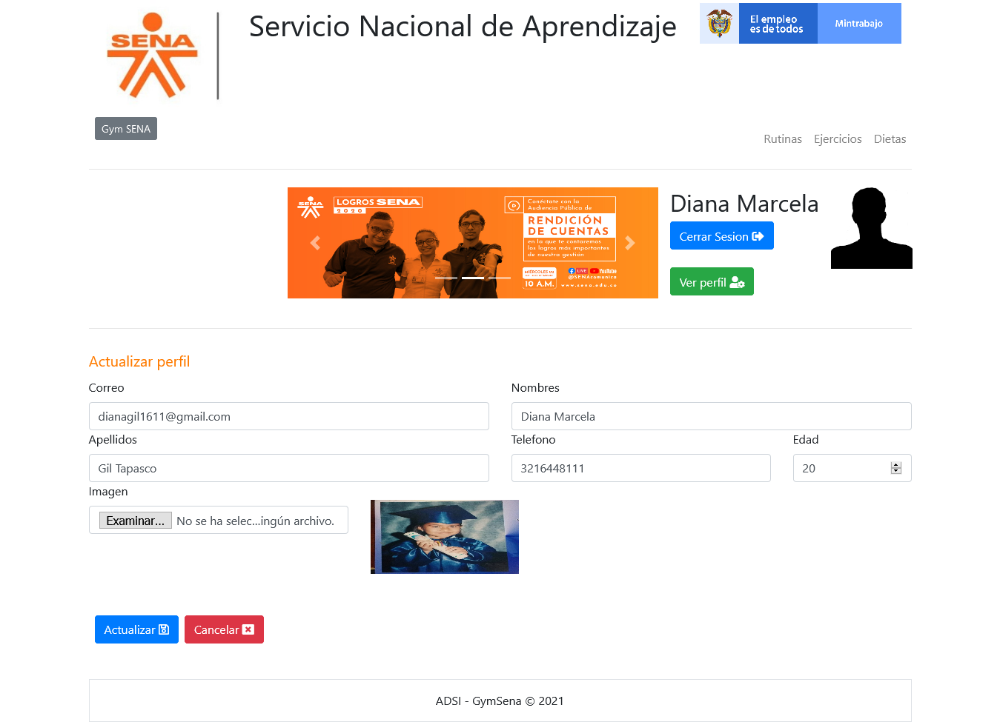 SENA
Servicio Nacional de Aprendizaje
El empleo
es de todos
Mintrabajo
Gym SENA
Rutinas
Ejercicios
Dietas
SENA
LOGROS SENA
2020
Conéctate con la
Audiencia Pública de
RENDICIÓN
DE CUENTAS
en la que te contaremos
los logros más importantes
de nuestra gestión
10 A.M.
LIVE
YouTube
@SENAcomunica
www.sena.edu.co
Diana Marcela
Cerrar Sesion
Ver perfil
Actualizar perfil
Correo
Nombres
dianagil1611@gmail.com
Diana Marcela
Apellidos
Telefono
Edad
Gil Tapasco
3216448111
20
Imagen
Examinar... No se ha selec...ingún archivo.
Actualizar
Cancelar
ADSI - GymSena © 2021